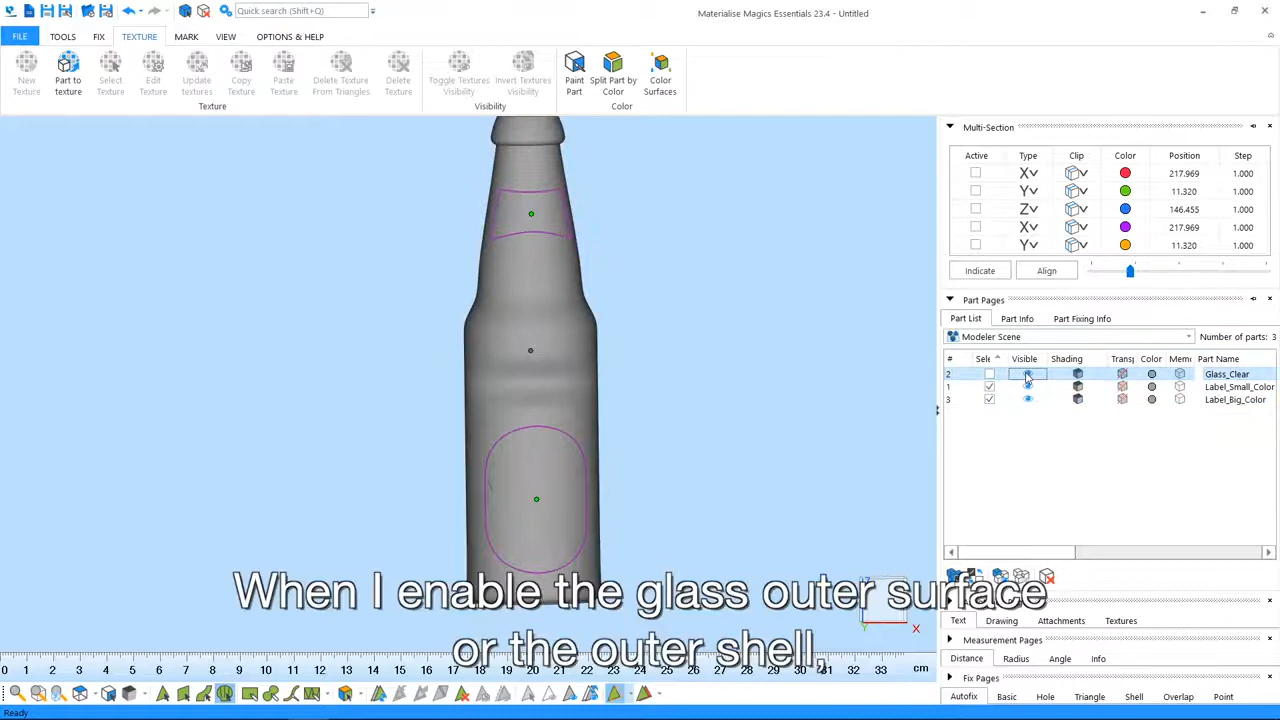 Quick search (Shift+Q)
Materialise Magics Essentials 23.4 - Untitled
FILE TOOLS FIX TEXTURE MARK VIEW OPTIONS & HELP
New Texture
Part to texture
Select Texture
Edit Texture
Update textures
Copy Texture
Paste Texture
Delete Texture From Triangles
Delete Texture
Toggle Textures Visibility
Invert Textures Visibility
Paint Part
Split Part by Color
Color Surfaces
Texture Visibility Color
Multi-Section
Active Type Clip Color Position Step
X 217.969 1.000
Y 11.320 1.000
Z 146.455 1.000
X 217.969 1.000
Y 11.320 1.000
Indicate Align
Part Pages
Part List Part Info Part Fixing Info
Modeler Scene Number of parts: 3
# Sele Visible Shading Transp Color Memo Part Name
2 Glass_Clear
1 Label_Small_Color
3 Label_Big_Color
When I enable the glass outer surface
or the outer shell,
Text Drawing Attachments Textures
Measurement Pages
Distance Radius Angle Info
Fix Pages
Autofix Basic Hole Triangle Shell Overlap Point
Y X
0 1 2 3 4 5 6 7 8 9 10 11 12 13 14 15 16 17 18 19 20 21 22 23 24 25 26 27 28 29 30 31 32 33 cm
Ready